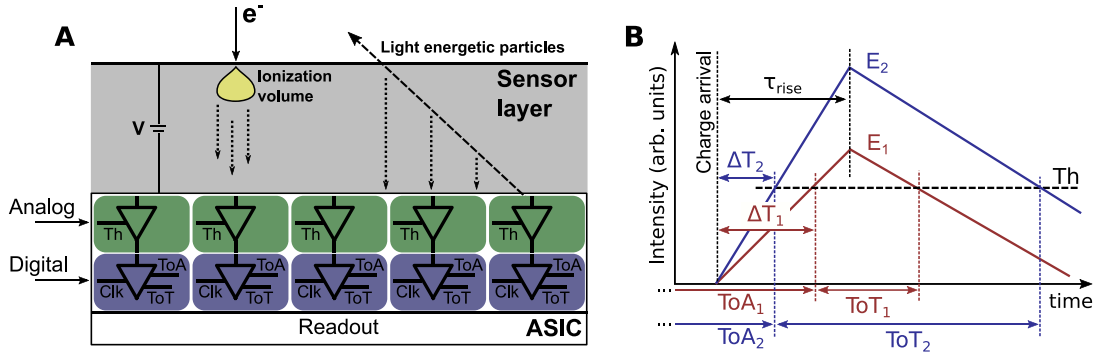 A
e-
Light energetic particles
Ionization
volume
Sensor
layer
V
Analog
Th Th Th Th Th
Digital
ToA ToA ToA ToA ToA
Clk Clk Clk Clk Clk
ToT ToT ToT ToT ToT
Readout
ASIC
B
Intensity (arb. units)
Charge arrival
τrise
E2
E1
ΔT2
Th
ΔT1
time
... ToA1 ToT1
... ToA2 ToT2